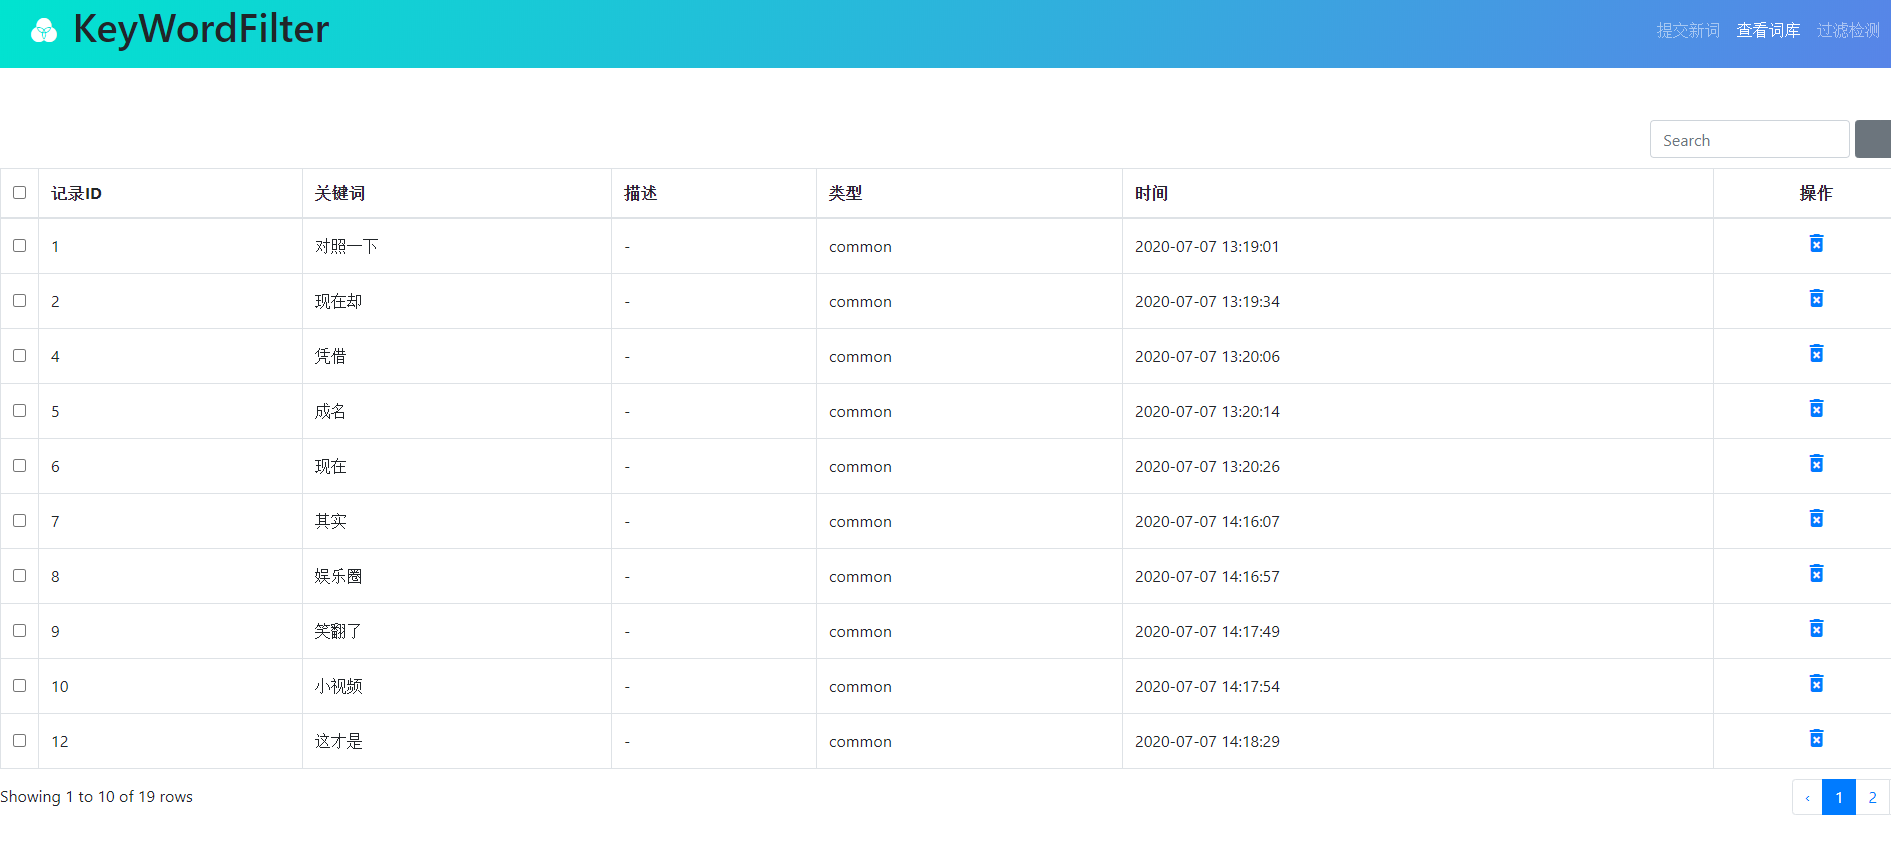 KeyWordFilter
提交新词 查看词库 过滤检测
Search
记录ID 关键词 描述 类型 时间 操作
1 对照一下 - common 2020-07-07 13:19:01
2 现在却 - common 2020-07-07 13:19:34
4 凭借 - common 2020-07-07 13:20:06
5 成名 - common 2020-07-07 13:20:14
6 现在 - common 2020-07-07 13:20:26
7 其实 - common 2020-07-07 14:16:07
8 娱乐圈 - common 2020-07-07 14:16:57
9 笑翻了 - common 2020-07-07 14:17:49
10 小视频 - common 2020-07-07 14:17:54
12 这才是 - common 2020-07-07 14:18:29
Showing 1 to 10 of 19 rows
‹ 1 2